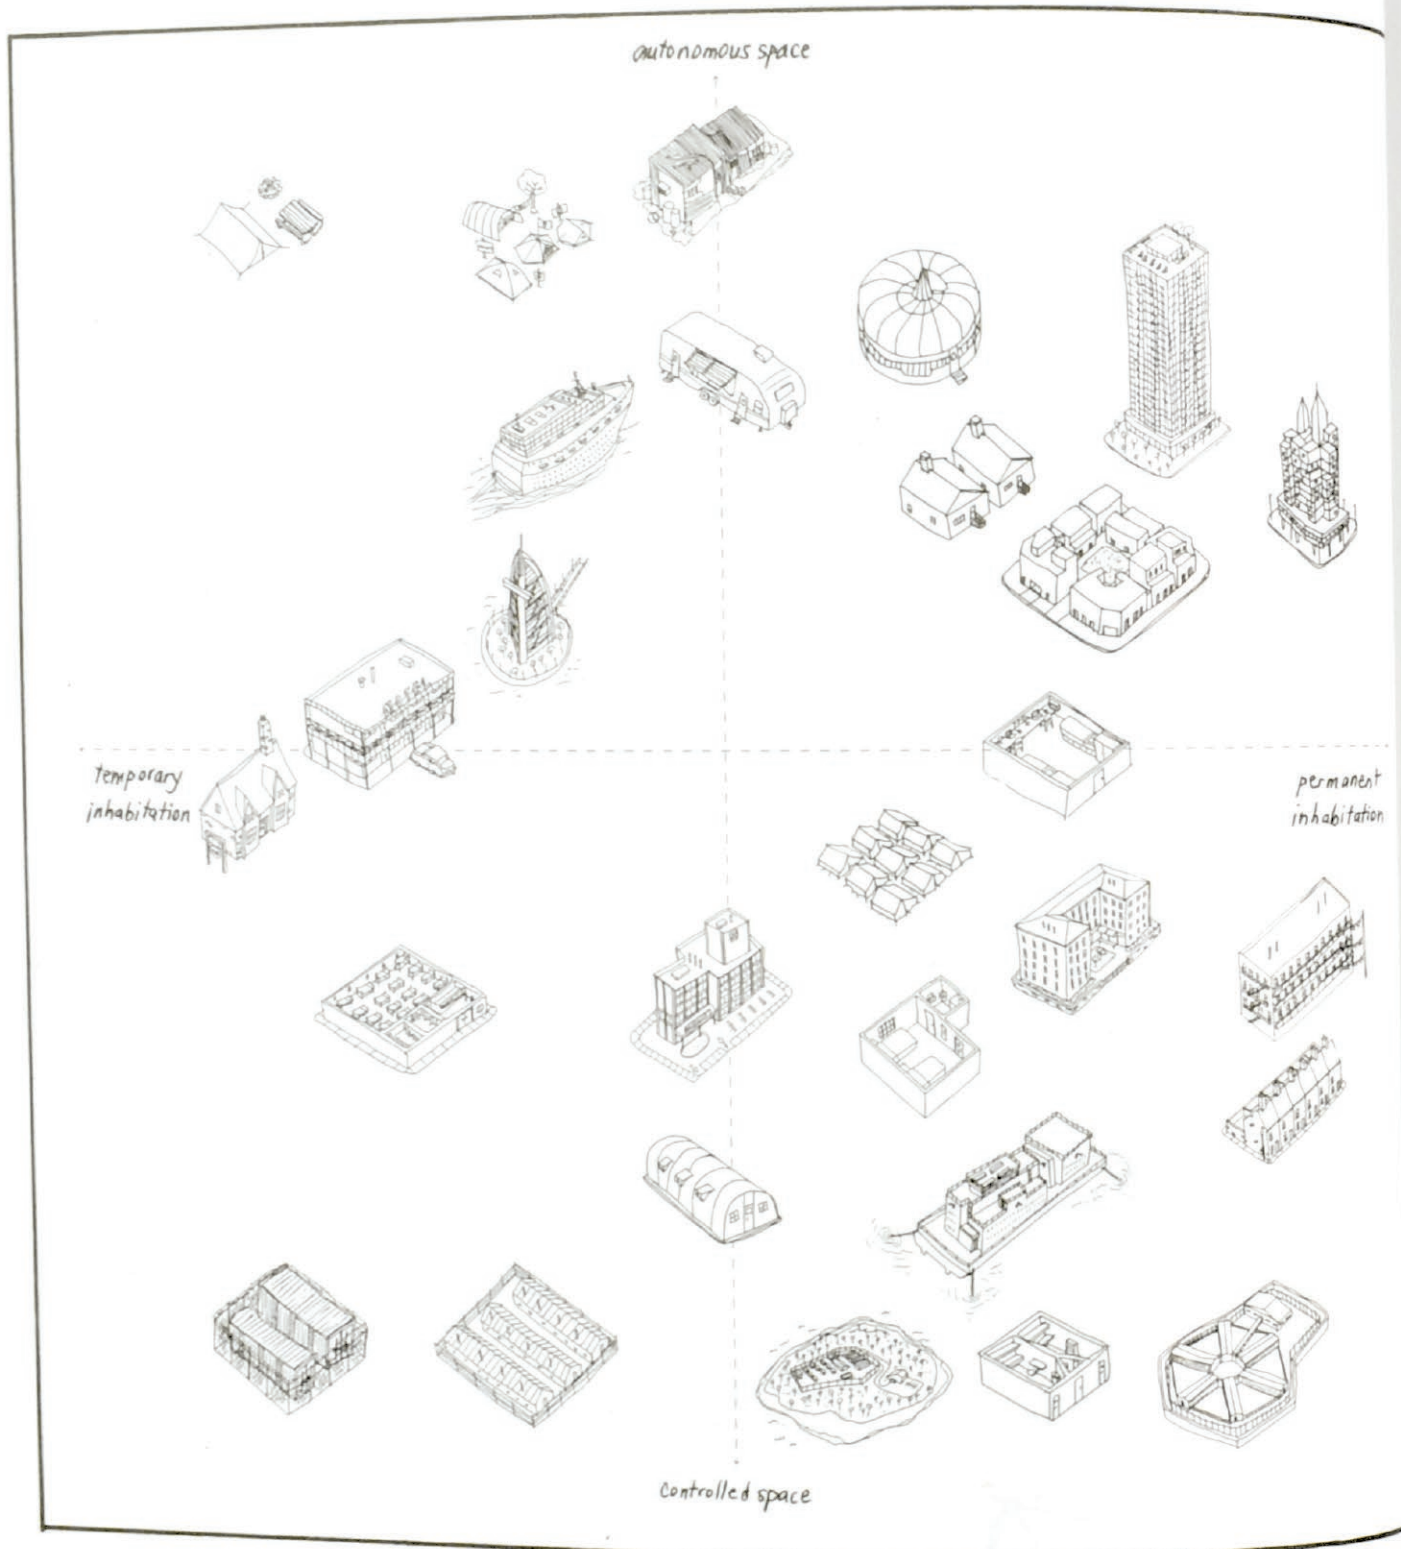 autonomous space
temporary
inhabitation
permanent
inhabitation
controlled space